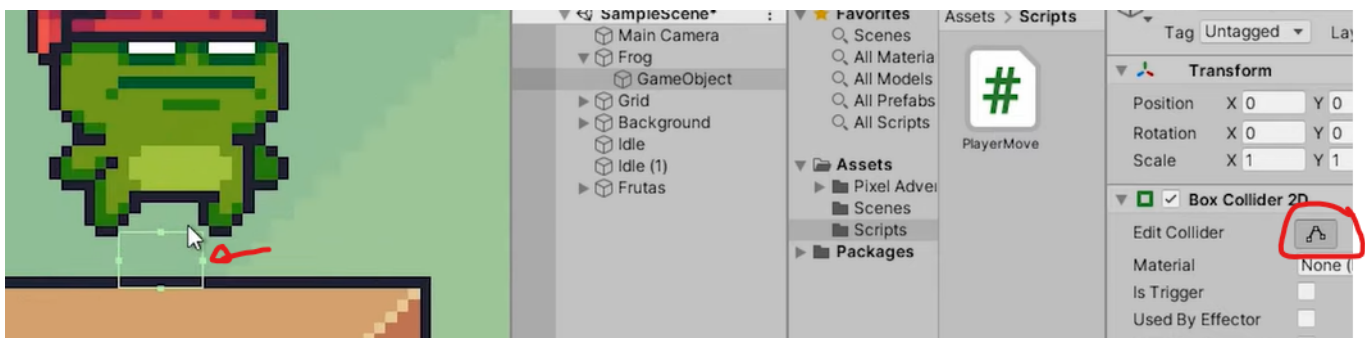 SampleScene*
Main Camera
Frog
GameObject
Grid
Background
Idle
Idle (1)
Frutas
Favorites
Scenes
All Materia
All Models
All Prefabs
All Scripts
Assets
Pixel Adve
Scenes
Scripts
Packages
Assets > Scripts
#
PlayerMove
Tag Untagged
Transform
Position X 0 Y 0
Rotation X 0 Y 0
Scale X 1 Y 1
Box Collider 2D
Edit Collider
Material None (
Is Trigger
Used By Effector